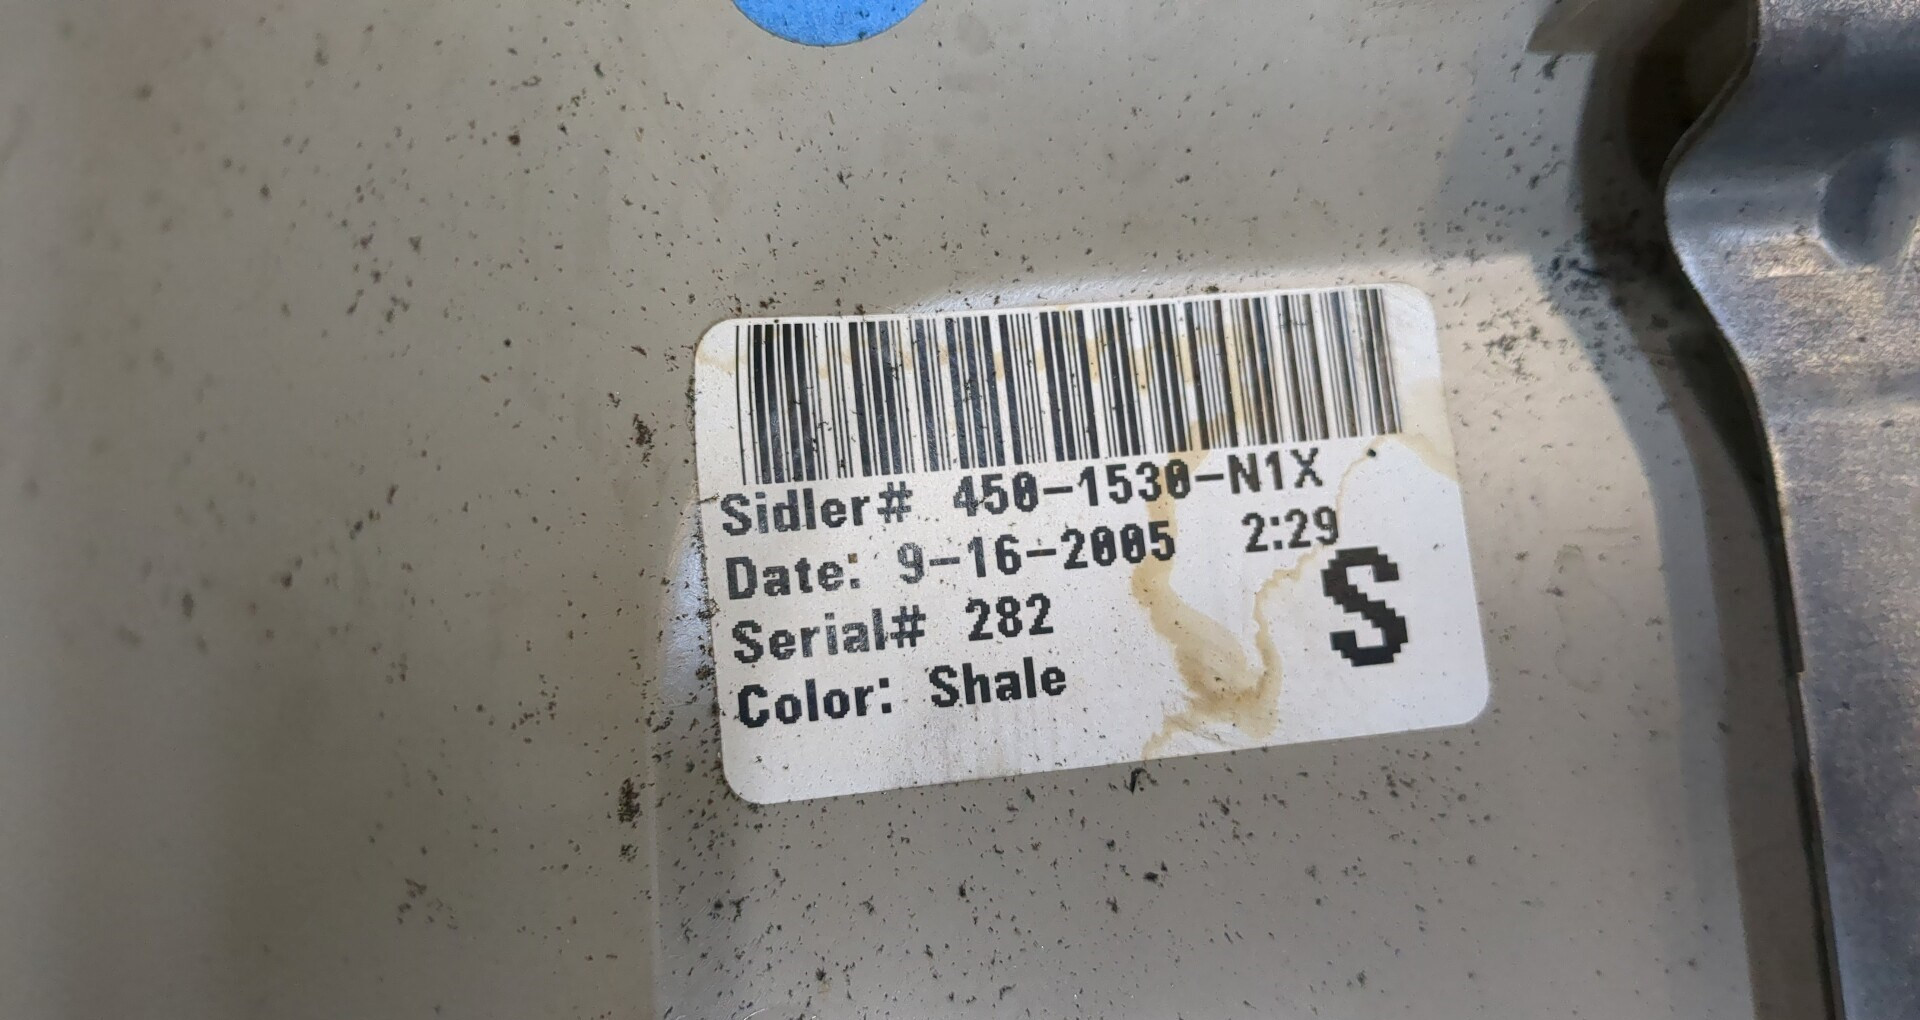 Sidler# 450-1530-N1X
Date: 9-16-2005 2:29
Serial# 282
Color: Shale
S